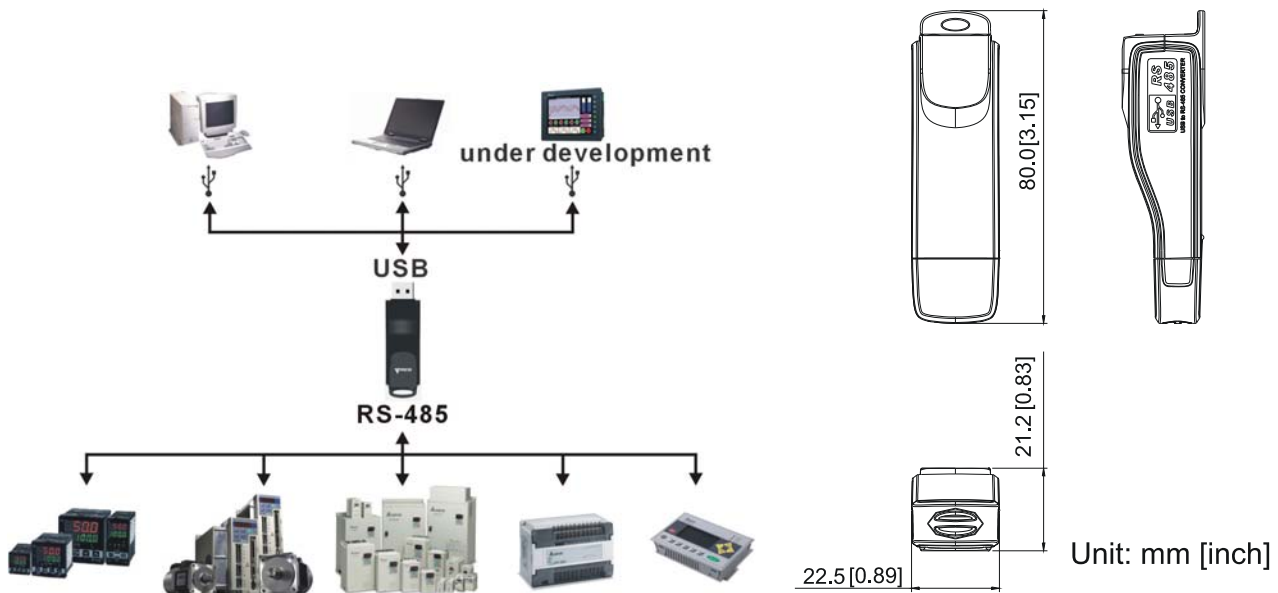 under development
USB
RS-485
80.0[3.15]
RS
USB 485
USB to RS-485 CONVERTER
21.2 [0.83]
22.5 [0.89]
Unit: mm [inch]